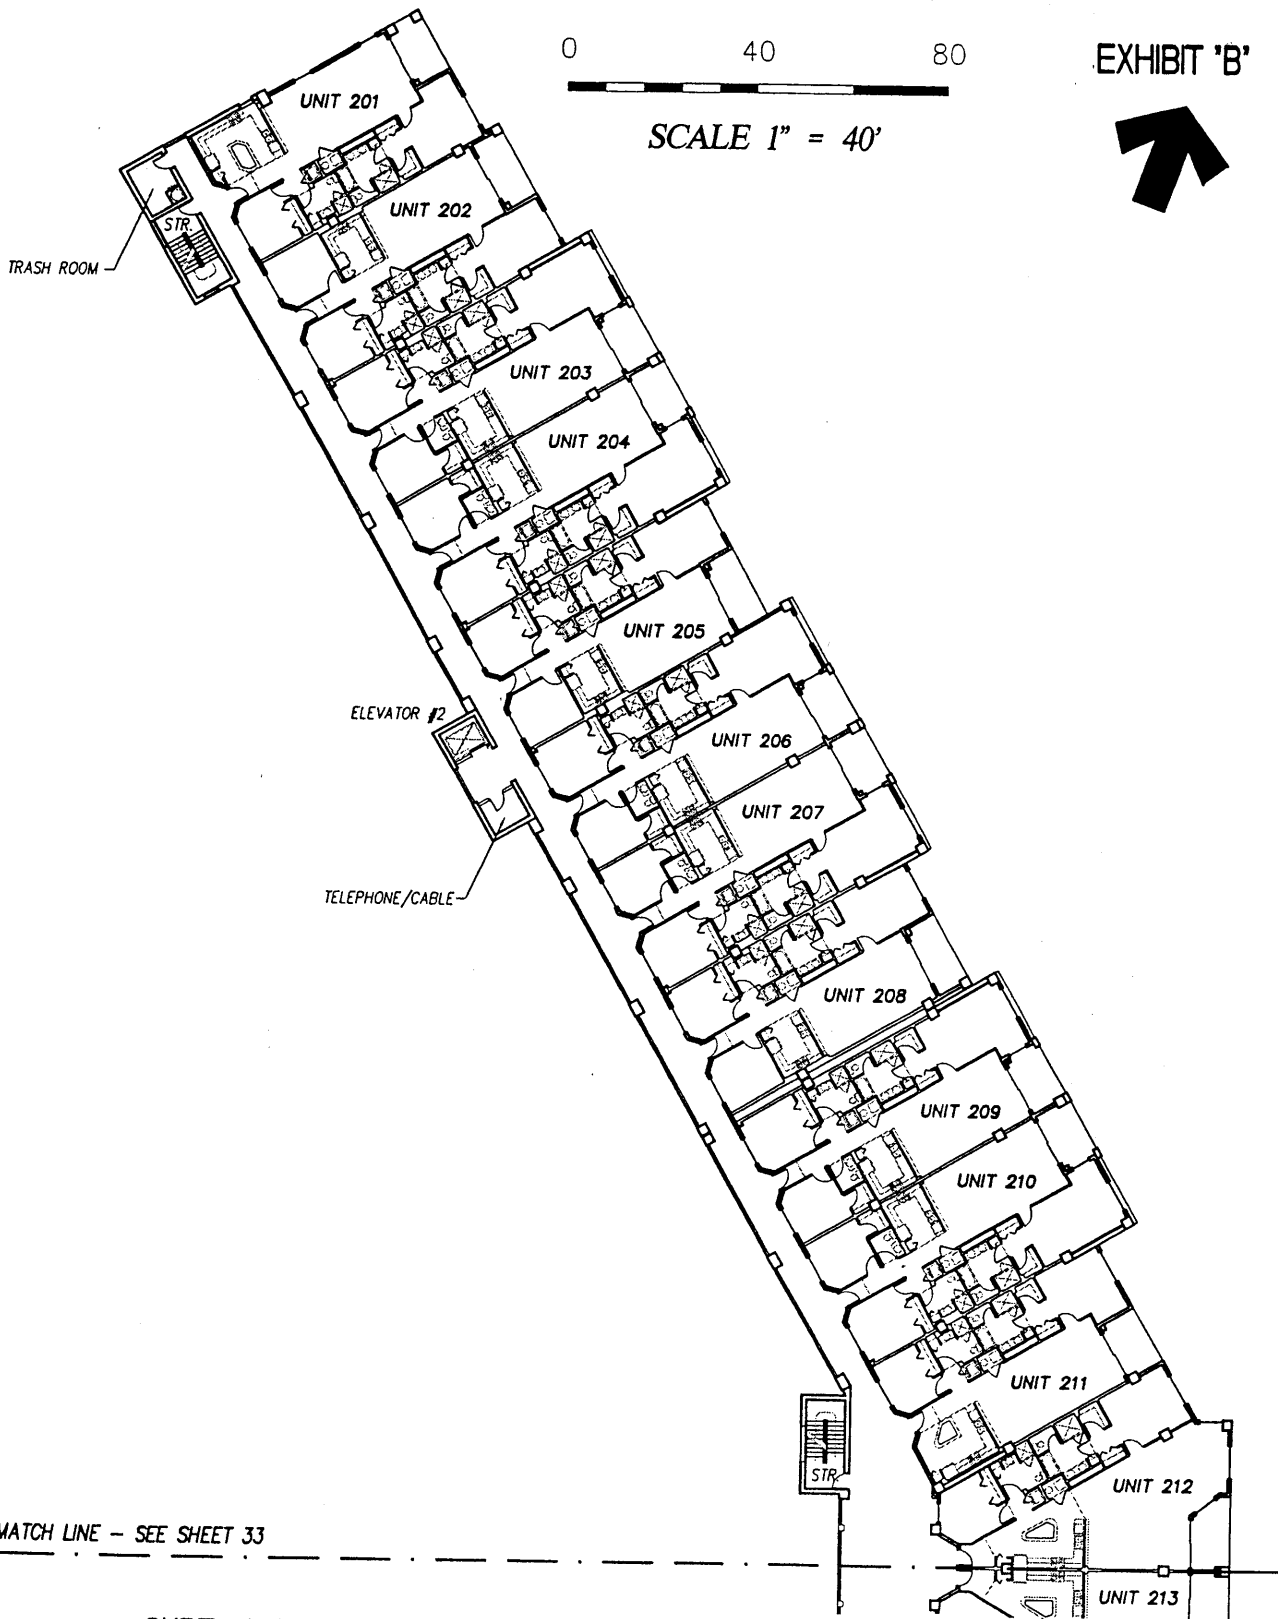 0 40 80
EXHIBIT "B"
SCALE 1" = 40'
UNIT 201
UNIT 202
STR.
TRASH ROOM
UNIT 203
UNIT 204
UNIT 205
ELEVATOR #2
UNIT 206
UNIT 207
TELEPHONE/CABLE
UNIT 208
UNIT 209
UNIT 210
UNIT 211
STR.
UNIT 212
MATCH LINE - SEE SHEET 33
UNIT 213